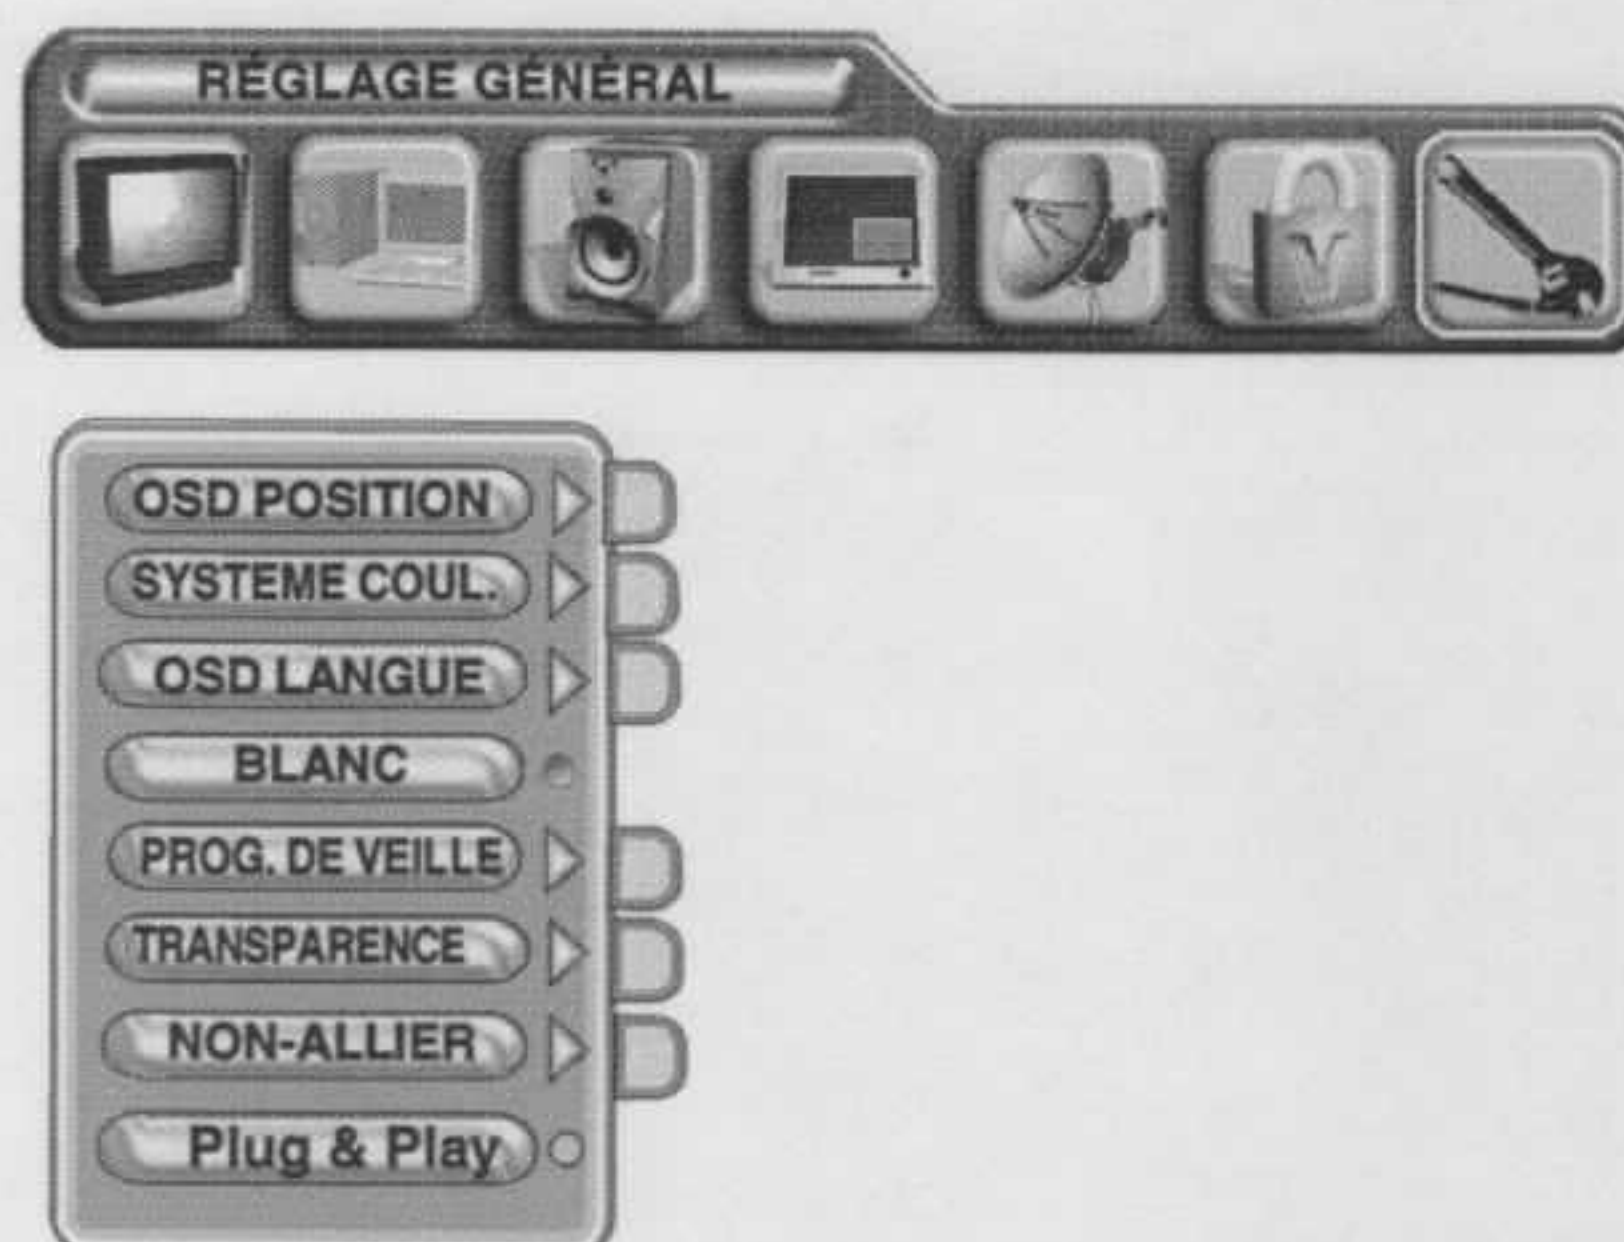 RÉGLAGE GÉNÉRAL
OSD POSITION
SYSTEME COUL.
OSD LANGUE
BLANC
PROG. DE VEILLE
TRANSPARENCE
NON-ALLIER
Plug & Play